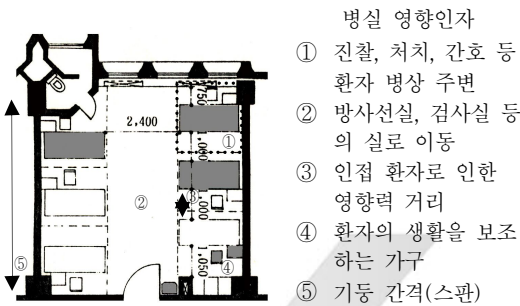 병실 영향인자
① 진찰, 처치, 간호 등
환자 병상 주변
② 방사선실, 검사실 등
의 실로 이동
③ 인접 환자로 인한
영향력 거리
④ 환자의 생활을 보조
하는 가구
⑤ 기둥 간격(스판)
750
2,400
①
1,000
②
③
1,000
④
1,050
⑤